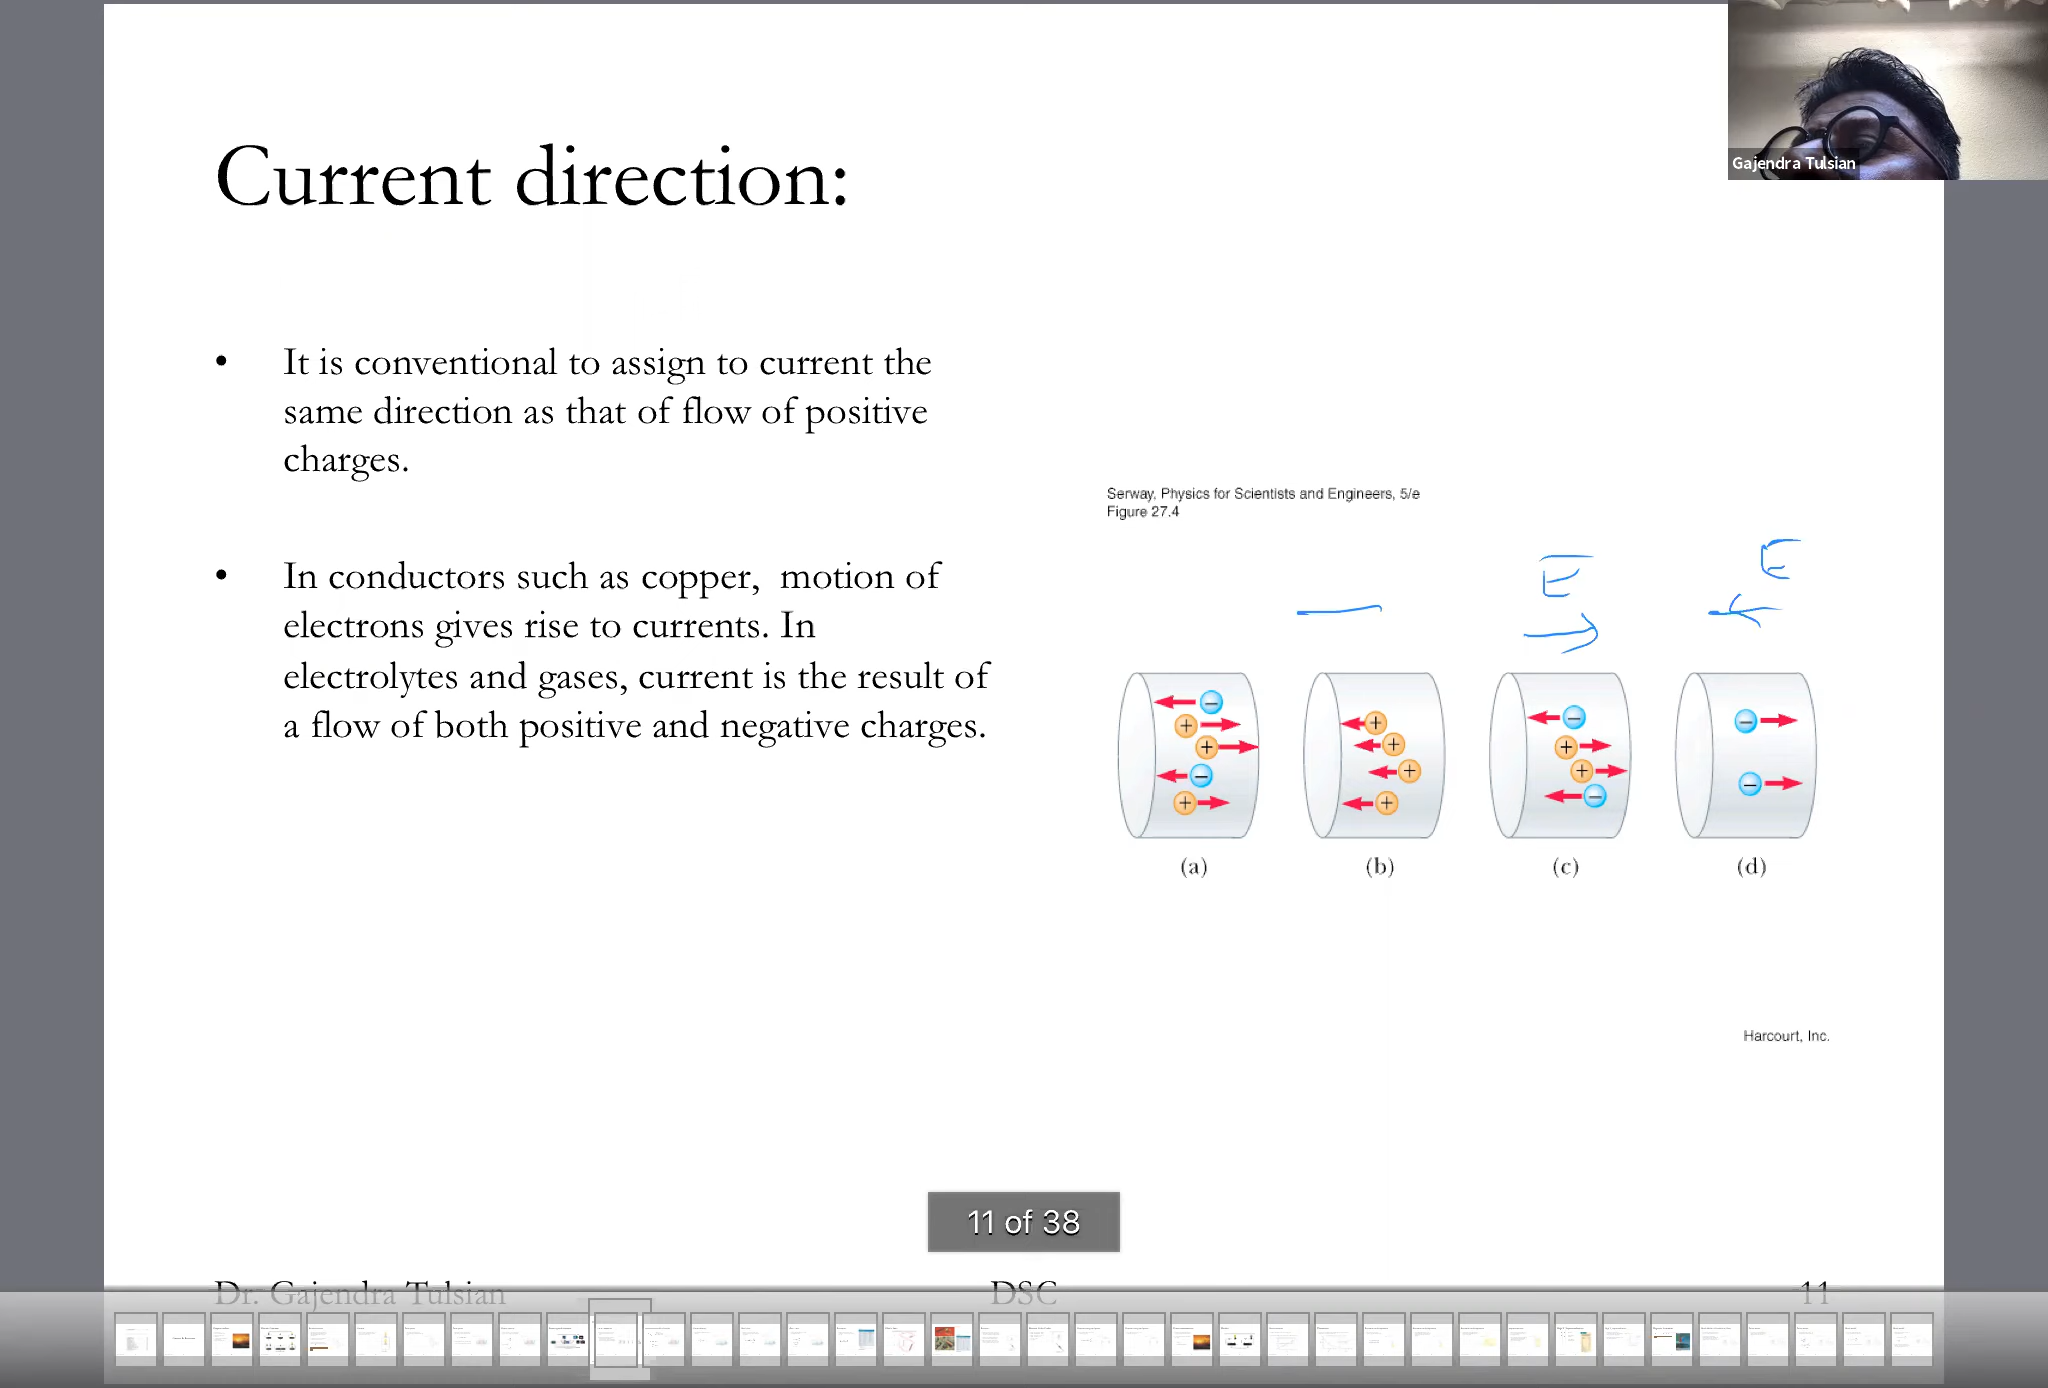 Gajendra Tulsian
Current direction:
• It is conventional to assign to current the
same direction as that of flow of positive
charges.
• In conductors such as copper, motion of
electrons gives rise to currents. In
electrolytes and gases, current is the result of
a flow of both positive and negative charges.
Serway, Physics for Scientists and Engineers, 5/e
Figure 27.4
E E
(a) (b) (c) (d)
Harcourt, Inc.
11 of 38
Dr. Gajendra Tulsian DSC 11